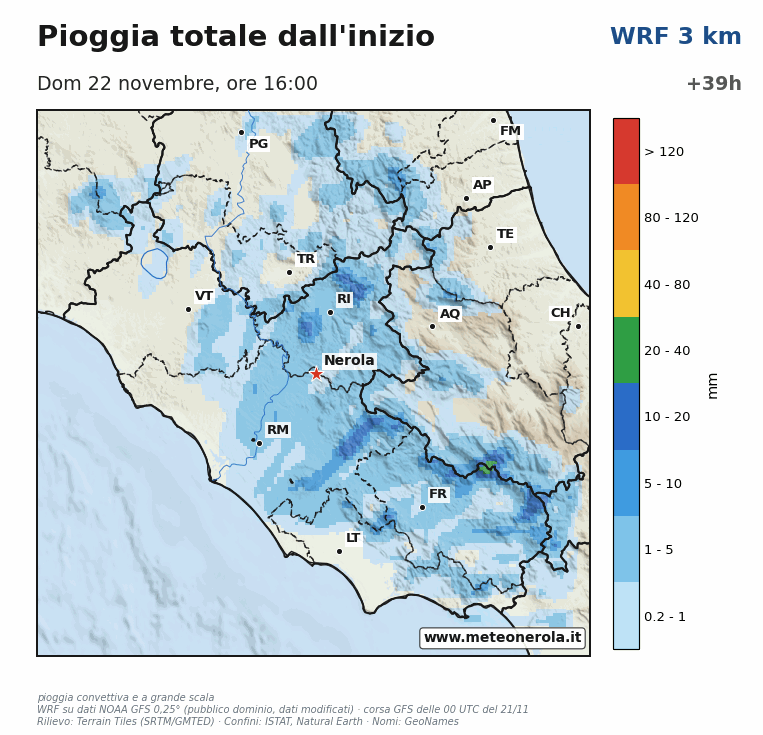 Pioggia totale dall'inizio
WRF 3 km
Dom 22 novembre, ore 16:00
+39h
FM
PG
AP
TE
TR
VT
RI
AQ
CH
Nerola
RM
FR
LT
www.meteonerola.it
> 120
80 - 120
40 - 80
20 - 40
10 - 20
5 - 10
1 - 5
0.2 - 1
mm
pioggia convettiva e a grande scala
WRF su dati NOAA GFS 0,25° (pubblico dominio, dati modificati) · corsa GFS delle 00 UTC del 21/11
Rilievo: Terrain Tiles (SRTM/GMTED) · Confini: ISTAT, Natural Earth · Nomi: GeoNames